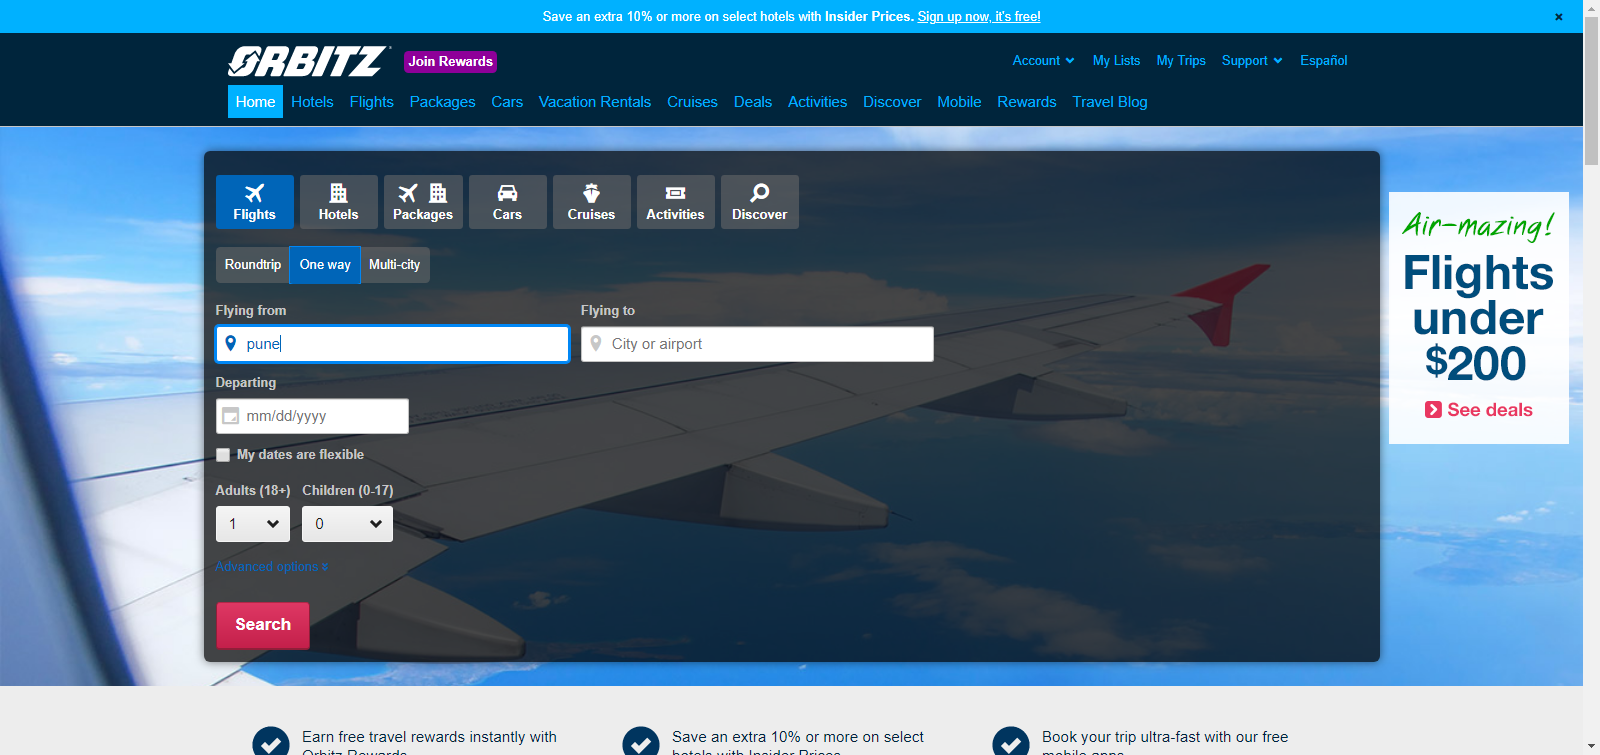 Save an extra 10% or more on select hotels with Insider Prices. Sign up now, it's free!
×
ORBITZ
Join Rewards
Account My Lists My Trips Support Español
Home Hotels Flights Packages Cars Vacation Rentals Cruises Deals Activities Discover Mobile Rewards Travel Blog
Flights Hotels Packages Cars Cruises Activities Discover
Roundtrip One way Multi-city
Flying from Flying to
pune City or airport
Departing
mm/dd/yyyy
My dates are flexible
Adults (18+) Children (0-17)
1 0
Advanced options
Search
Air-mazing!
Flights
under
$200
See deals
Earn free travel rewards instantly with
Orbitz Rewards
Save an extra 10% or more on select
hotels with Insider Prices
Book your trip ultra-fast with our free
mobile apps